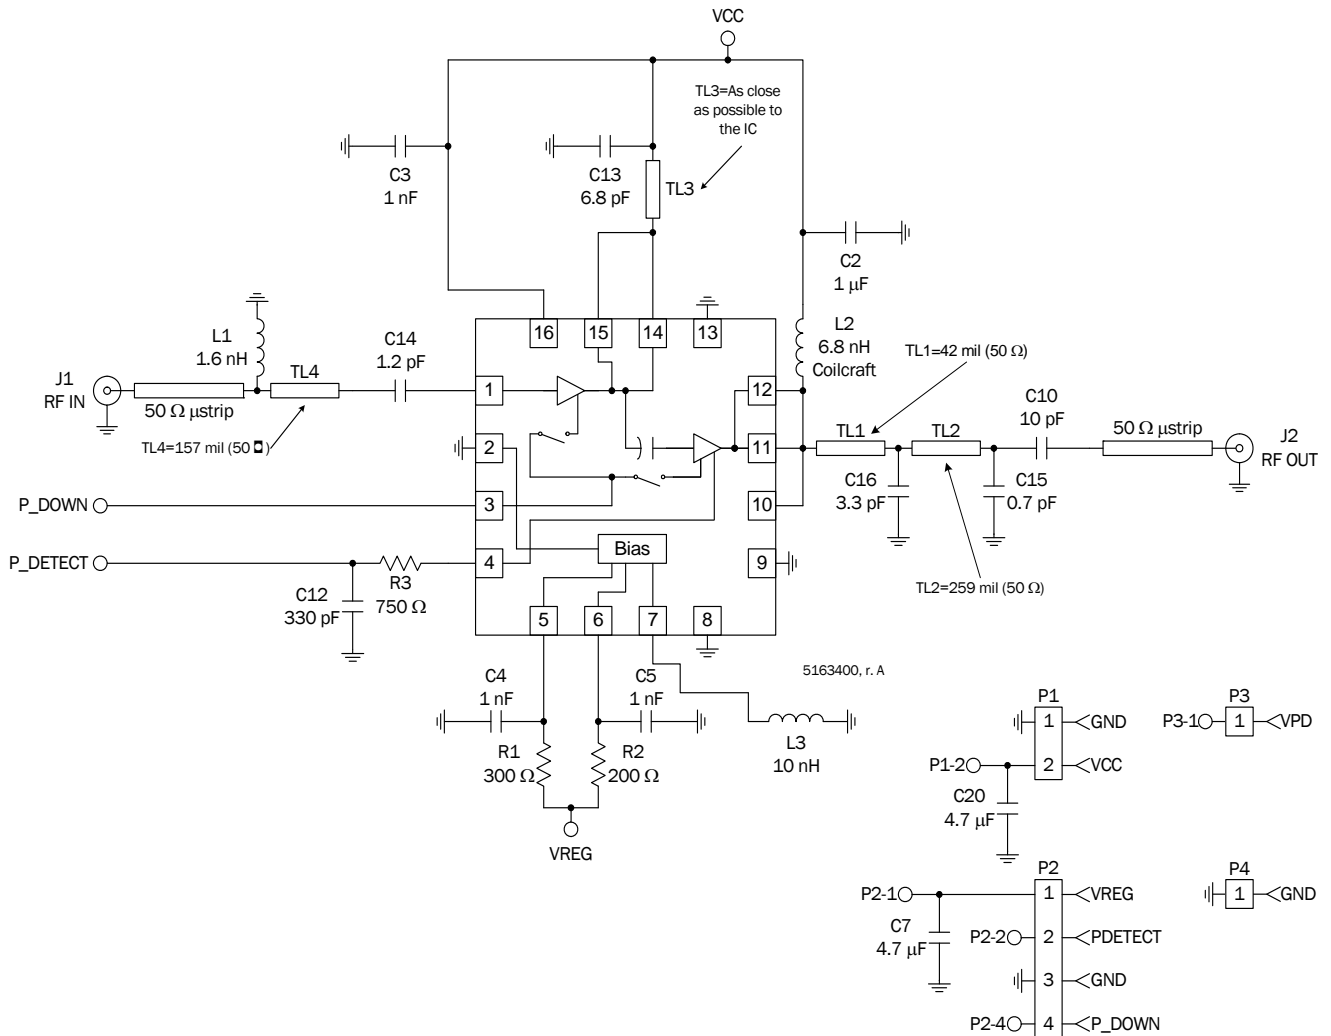 VCC
TL3=As close
as possible to
the IC
C3
1 nF
C13
6.8 pF
TL3
C2
1 µF
L1
1.6 nH
C14
1.2 pF
16
15
14
13
L2
6.8 nH
Coilcraft
TL1=42 mil (50 Ω)
J1
RF IN
50 Ω µstrip
TL4
TL4=157 mil (50 ◘)
1
12
C10
10 pF
2
11
TL1
TL2
50 Ω µstrip
J2
RF OUT
C16
3.3 pF
C15
0.7 pF
P_DOWN
3
10
P_DETECT
4
Bias
9
R3
750 Ω
C12
330 pF
TL2=259 mil (50 Ω)
5
6
7
8
5163400, r. A
C4
1 nF
C5
1 nF
R1
300 Ω
R2
200 Ω
L3
10 nH
VREG
P1
1
GND
P1-2
2
VCC
C20
4.7 µF
P3
P3-1
1
VPD
P2
P2-1
1
VREG
C7
4.7 µF
P2-2
2
PDETECT
3
GND
P2-4
4
P_DOWN
P4
1
GND